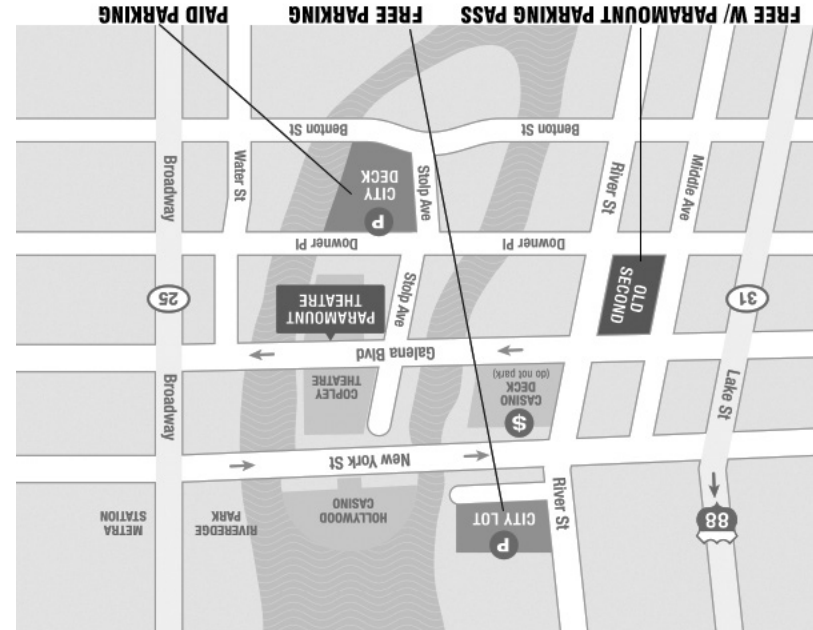 P
CITY LOT
88
HOLLYWOOD
CASINO
RIVEREDGE
PARK
METRA
STATION
River St
New York St
$
CASINO
DECK
(do not park)
Lake St
COPLEY
THEATRE
Broadway
Galena Blvd
31
OLD
SECOND
Stolp Ave
PARAMOUNT
THEATRE
25
Downer Pl
Downer Pl
P
CITY
DECK
Middle Ave
River St
Stolp Ave
Water St
Broadway
Benton St
Benton St
FREE W/ PARAMOUNT PARKING PASS
FREE PARKING
PAID PARKING